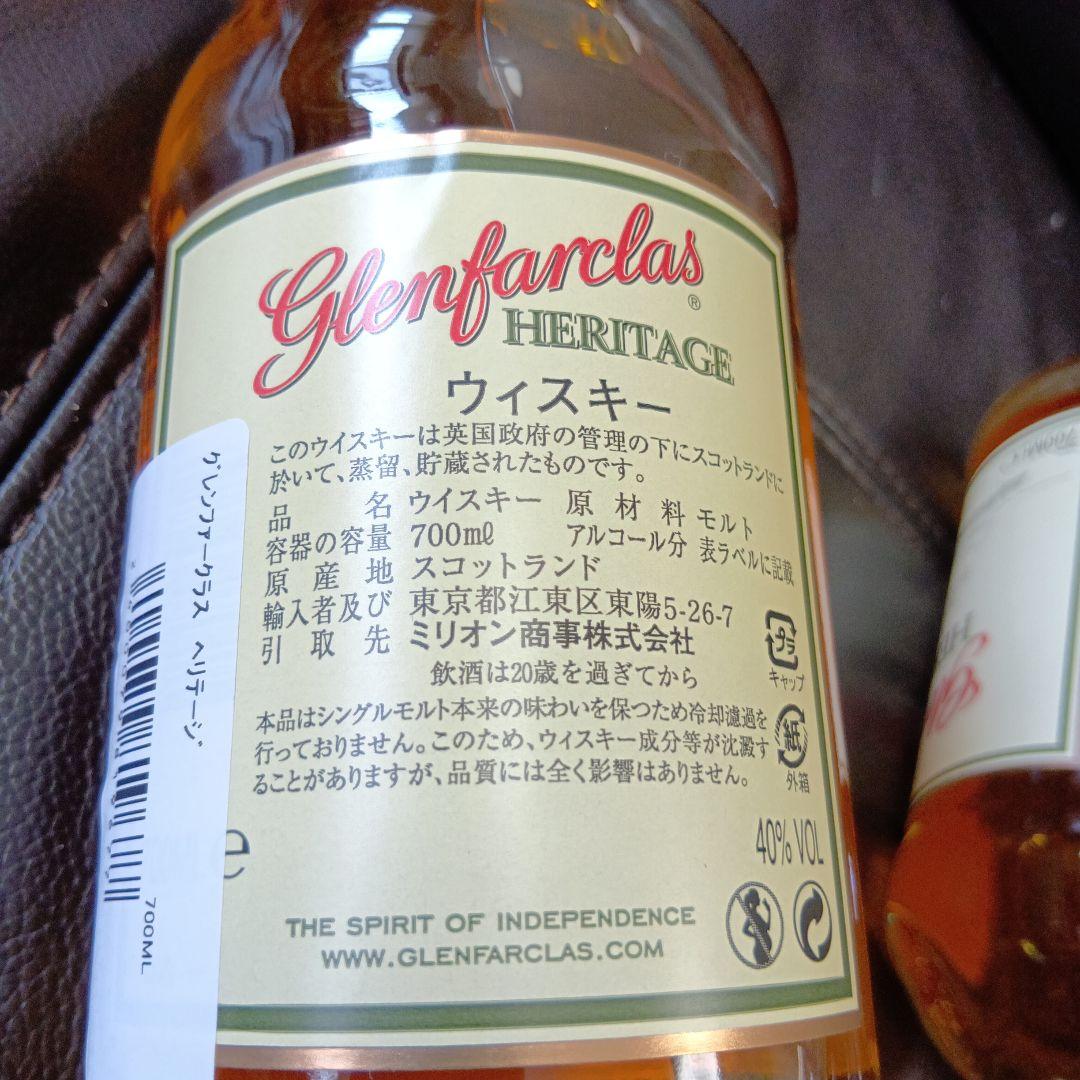 Glenfarclas
®
HERITAGE
ウィスキー
このウイスキーは英国政府の管理の下にスコットランドに
於いて、蒸留、貯蔵されたものです。
品名 ウイスキー 原材料 モルト
容器の容量 700ml アルコール分 表ラベルに記載
原産地 スコットランド
輸入者及び 東京都江東区東陽5-26-7
引取先 ミリオン商事株式会社
飲酒は20歳を過ぎてから
プラ
キャップ
本品はシングルモルト本来の味わいを保つため冷却濾過を
行っておりません。このため、ウィスキー成分等が沈澱す
ることがありますが、品質には全く影響はありません。
紙
外箱
e
40% VOL
THE SPIRIT OF INDEPENDENCE
WWW.GLENFARCLAS.COM
グレンファークラス ヘリテージ
700ML